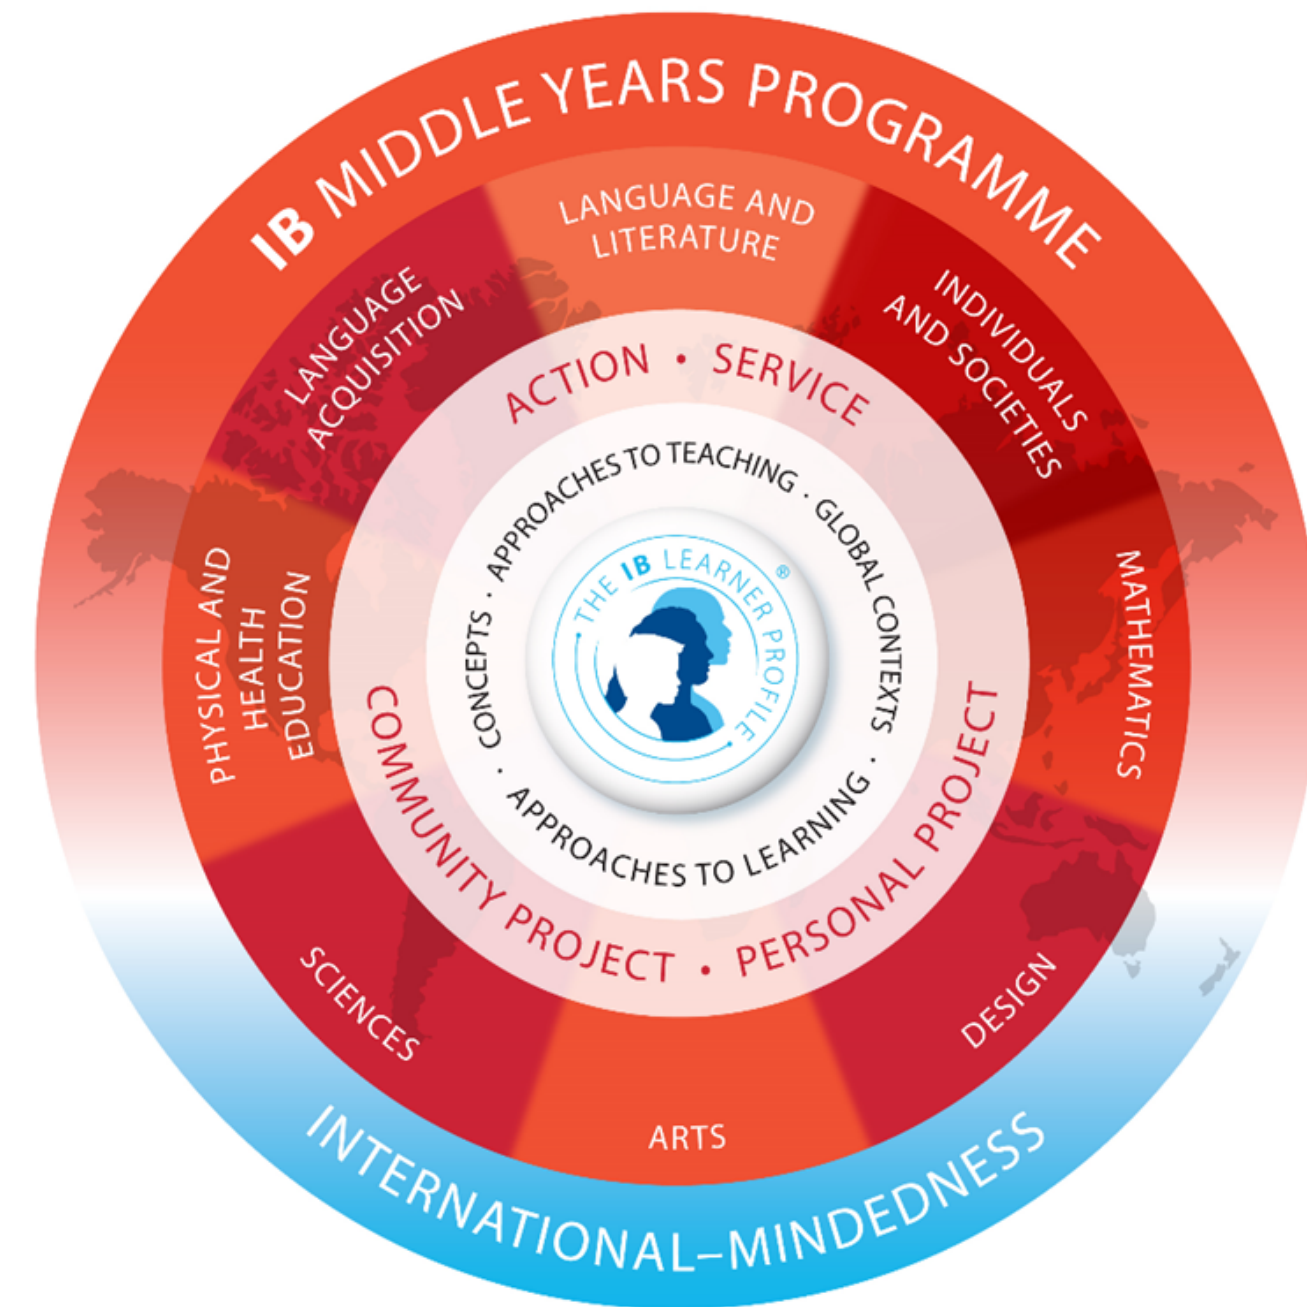 IB MIDDLE YEARS PROGRAMME
LANGUAGE AND
LITERATURE
INDIVIDUALS
AND SOCIETIES
MATHEMATICS
DESIGN
ARTS
SCIENCES
PHYSICAL AND
HEALTH
EDUCATION
LANGUAGE
ACQUISITION
ACTION • SERVICE
COMMUNITY PROJECT • PERSONAL PROJECT
APPROACHES TO TEACHING · GLOBAL CONTEXTS ·
APPROACHES TO LEARNING
· CONCEPTS ·
THE IB LEARNER PROFILE ®
INTERNATIONAL–MINDEDNESS